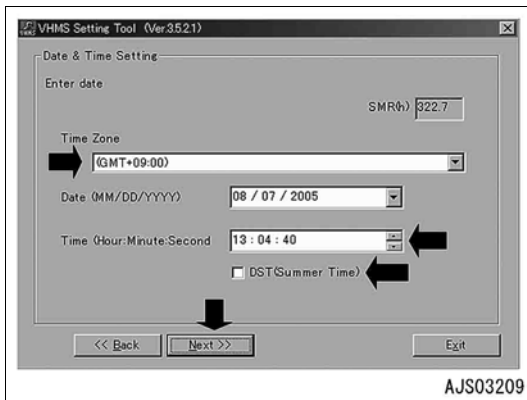 VHMS Setting Tool (Ver.3.5.2.1)
Date & Time Setting
Enter date
SMR(h) 322.7
Time Zone
(GMT+09:00)
Date (MM/DD/YYYY) 08 / 07 / 2005
Time (Hour:Minute:Second 13 : 04 : 40
DST(Summer Time)
<< Back Next >> Exit
AJS03209